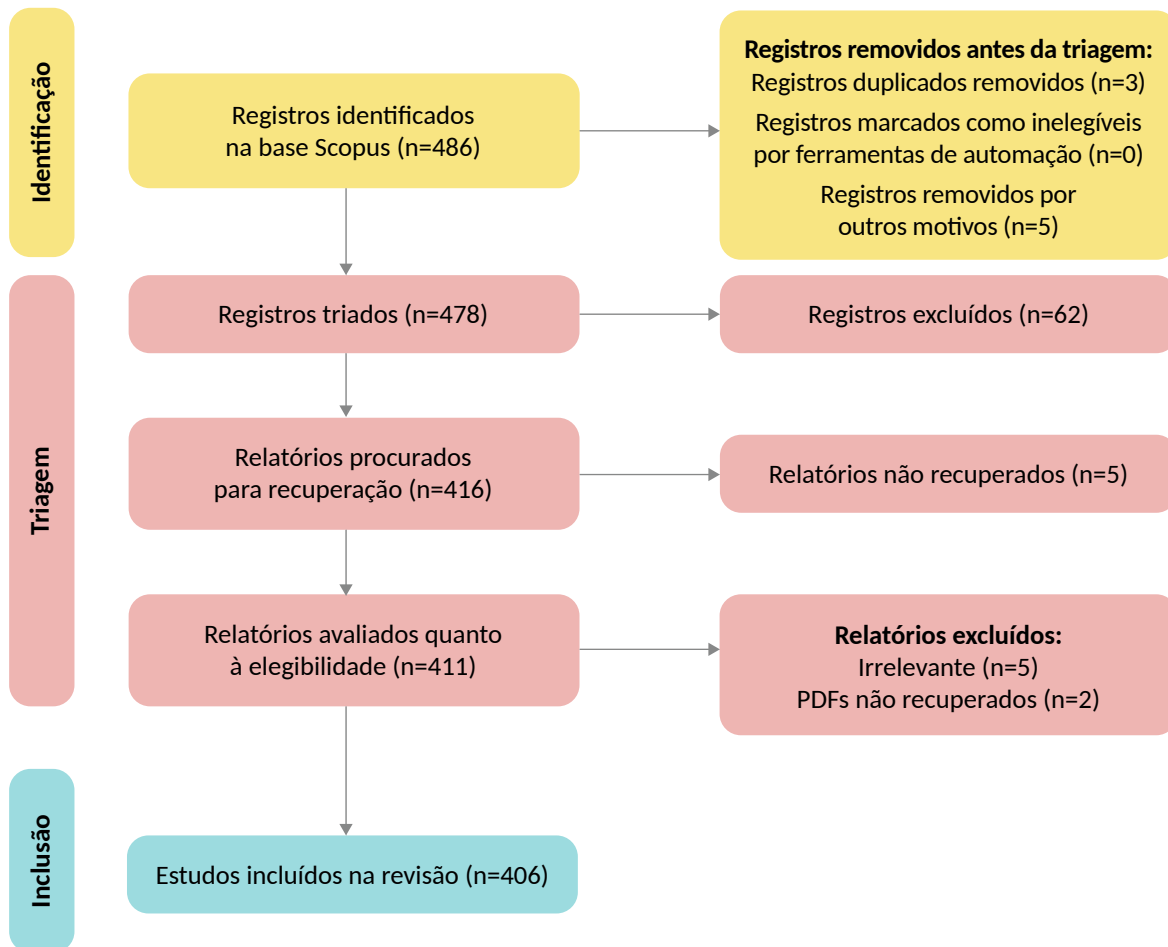 Identificação
Registros identificados
na base Scopus (n=486)
Registros removidos antes da triagem:
Registros duplicados removidos (n=3)
Registros marcados como inelegíveis
por ferramentas de automação (n=0)
Registros removidos por
outros motivos (n=5)
Triagem
Registros triados (n=478)
Registros excluídos (n=62)
Relatórios procurados
para recuperação (n=416)
Relatórios não recuperados (n=5)
Relatórios avaliados quanto
à elegibilidade (n=411)
Relatórios excluídos:
Irrelevante (n=5)
PDFs não recuperados (n=2)
Inclusão
Estudos incluídos na revisão (n=406)